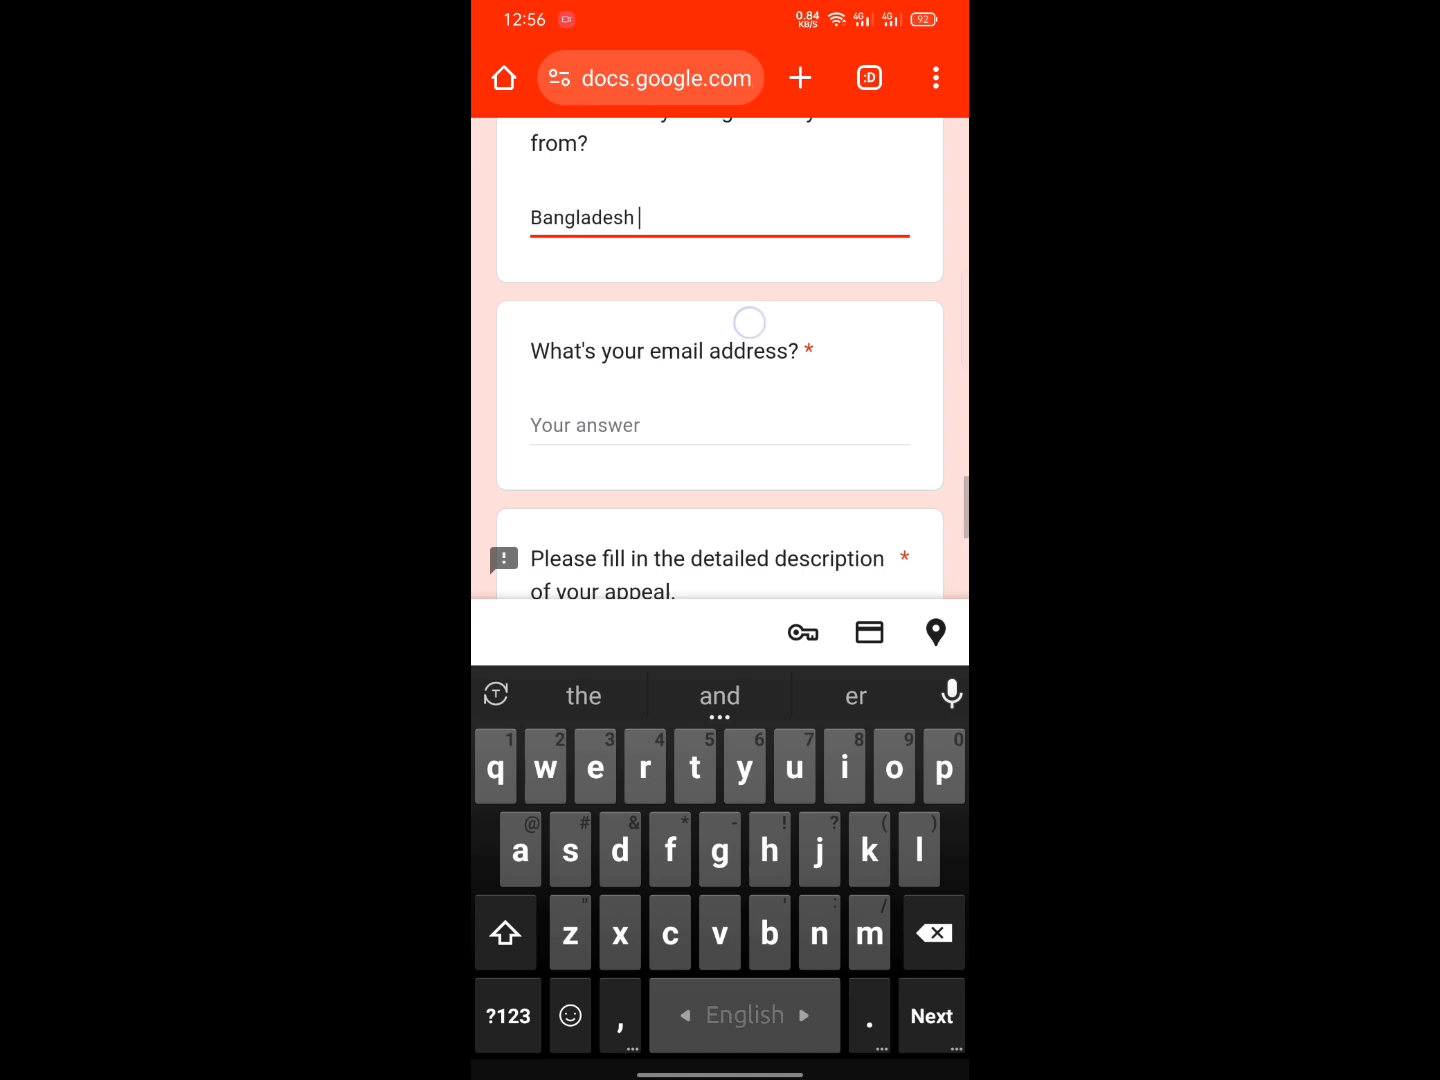 12:56
0.84
KB/S
4G
4G
92
docs.google.com
:D
from?
Bangladesh
What's your email address? *
Your answer
Please fill in the detailed description *
of your appeal.
the and er
1 2 3 4 5 6 7 8 9 0
q w e r t y u i o p
@ # & * - ! ? ( )
a s d f g h j k l
" ' : /
z x c v b n m
?123 , English . Next